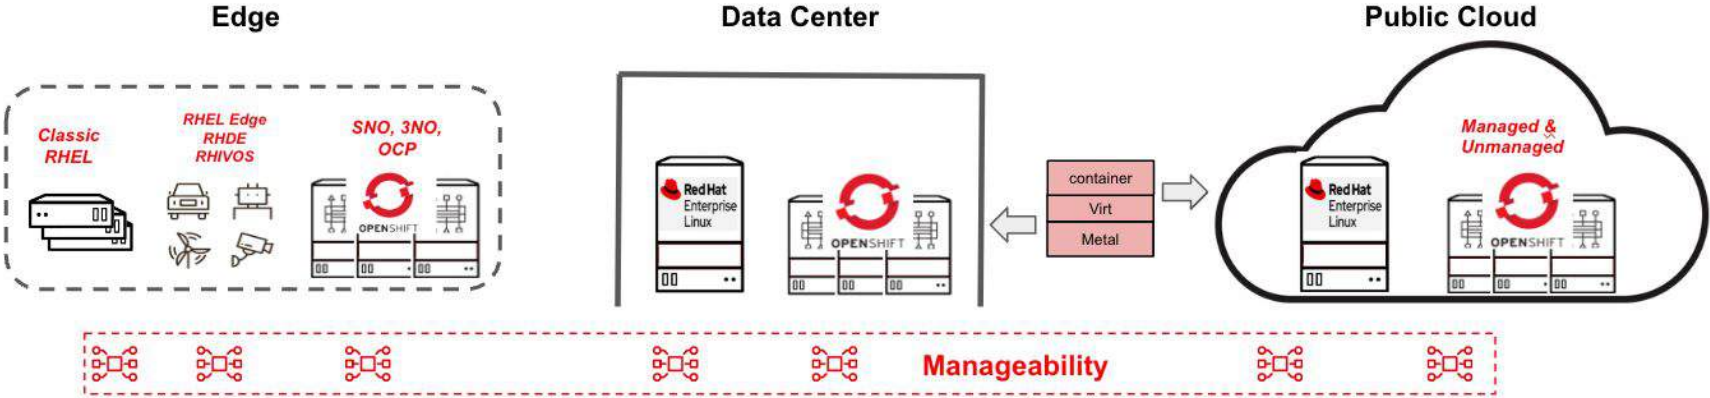 Edge
Data Center
Public Cloud
Classic
RHEL
RHEL Edge
RHDE
RHIVOS
SNO, 3NO,
OCP
OPENSHIFT
Red Hat
Enterprise
Linux
OPENSHIFT
container
Virt
Metal
Managed &
Unmanaged
Red Hat
Enterprise
Linux
OPENSHIFT
Manageability